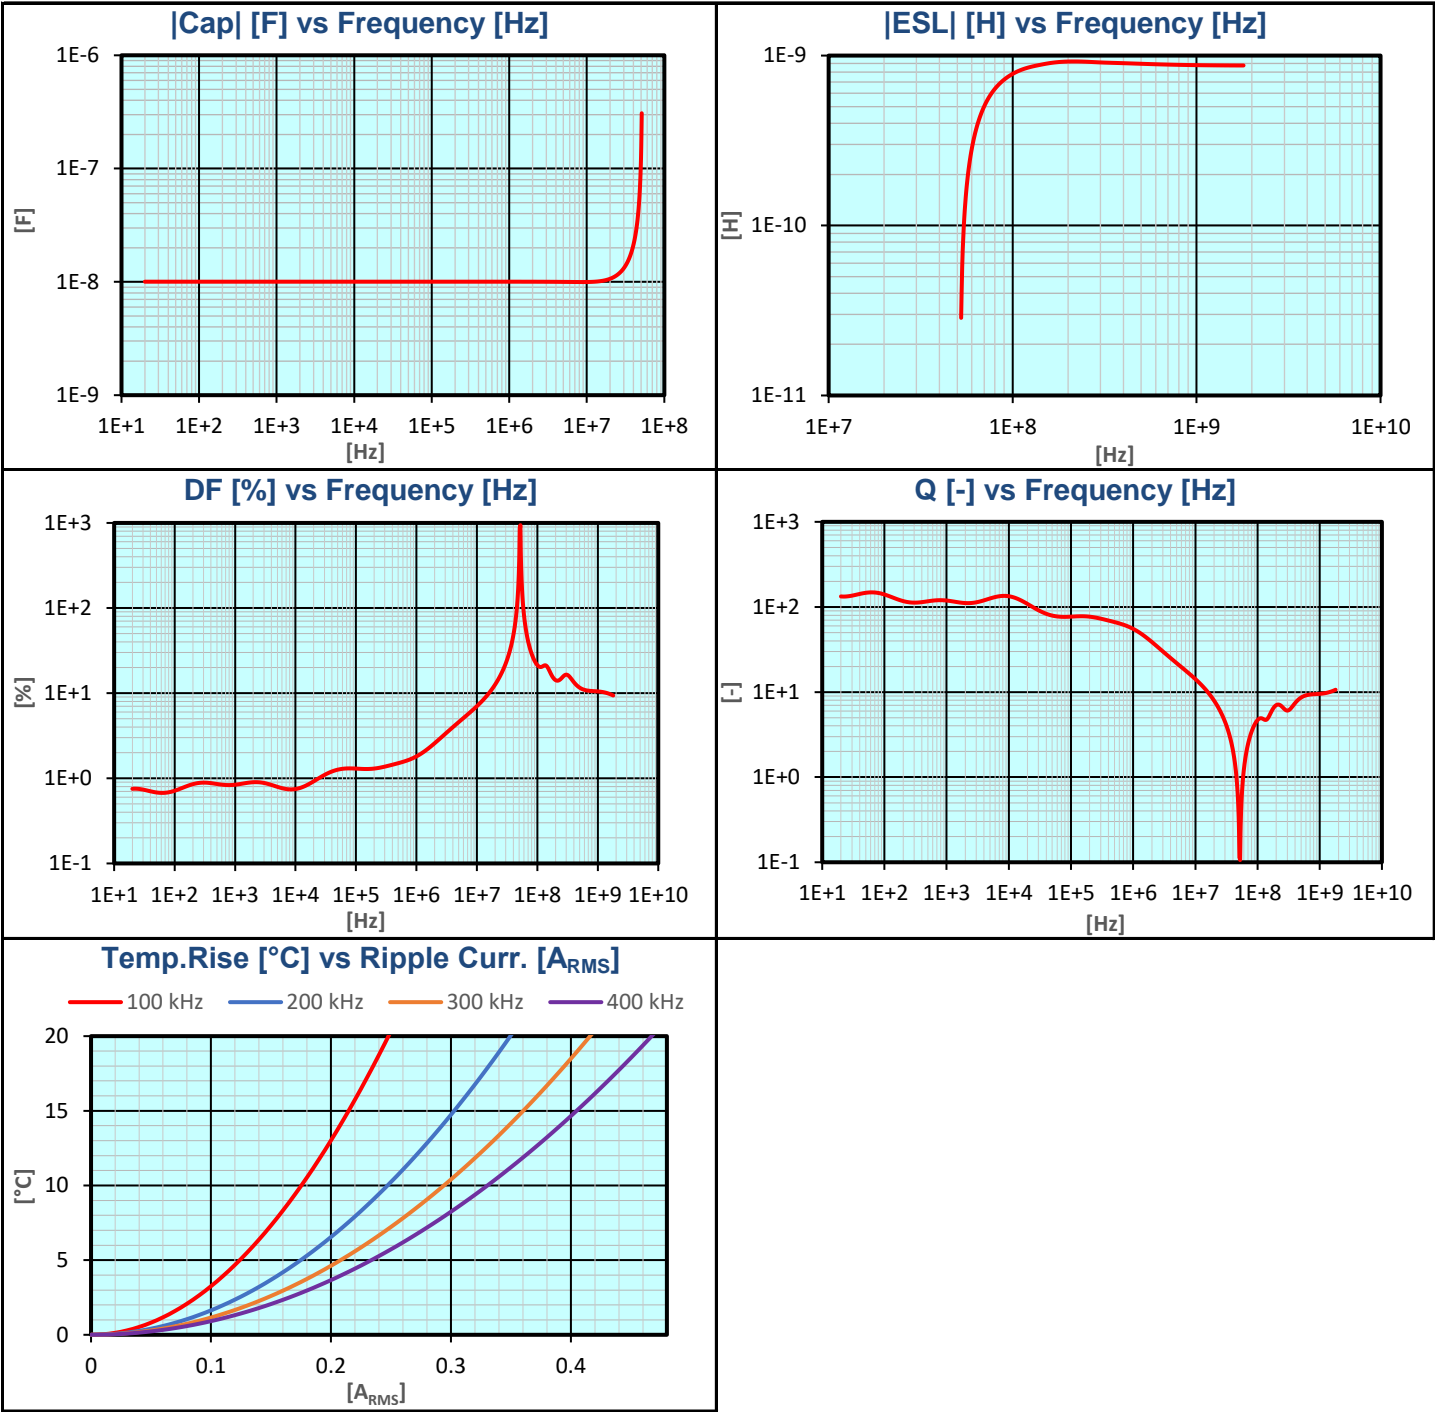 |Cap| [F] vs Frequency [Hz]
1E-6
1E-7
1E-8
1E-9
[F]
1E+1 1E+2 1E+3 1E+4 1E+5 1E+6 1E+7 1E+8
[Hz]
|ESL| [H] vs Frequency [Hz]
1E-9
1E-10
1E-11
[H]
1E+7 1E+8 1E+9 1E+10
[Hz]
DF [%] vs Frequency [Hz]
1E+3
1E+2
1E+1
1E+0
1E-1
[%]
1E+1 1E+2 1E+3 1E+4 1E+5 1E+6 1E+7 1E+8 1E+9 1E+10
[Hz]
Q [-] vs Frequency [Hz]
1E+3
1E+2
1E+1
1E+0
1E-1
[-]
1E+1 1E+2 1E+3 1E+4 1E+5 1E+6 1E+7 1E+8 1E+9 1E+10
[Hz]
Temp.Rise [°C] vs Ripple Curr. [ARMS]
100 kHz 200 kHz 300 kHz 400 kHz
20
15
10
5
0
[°C]
0 0.1 0.2 0.3 0.4
[ARMS]